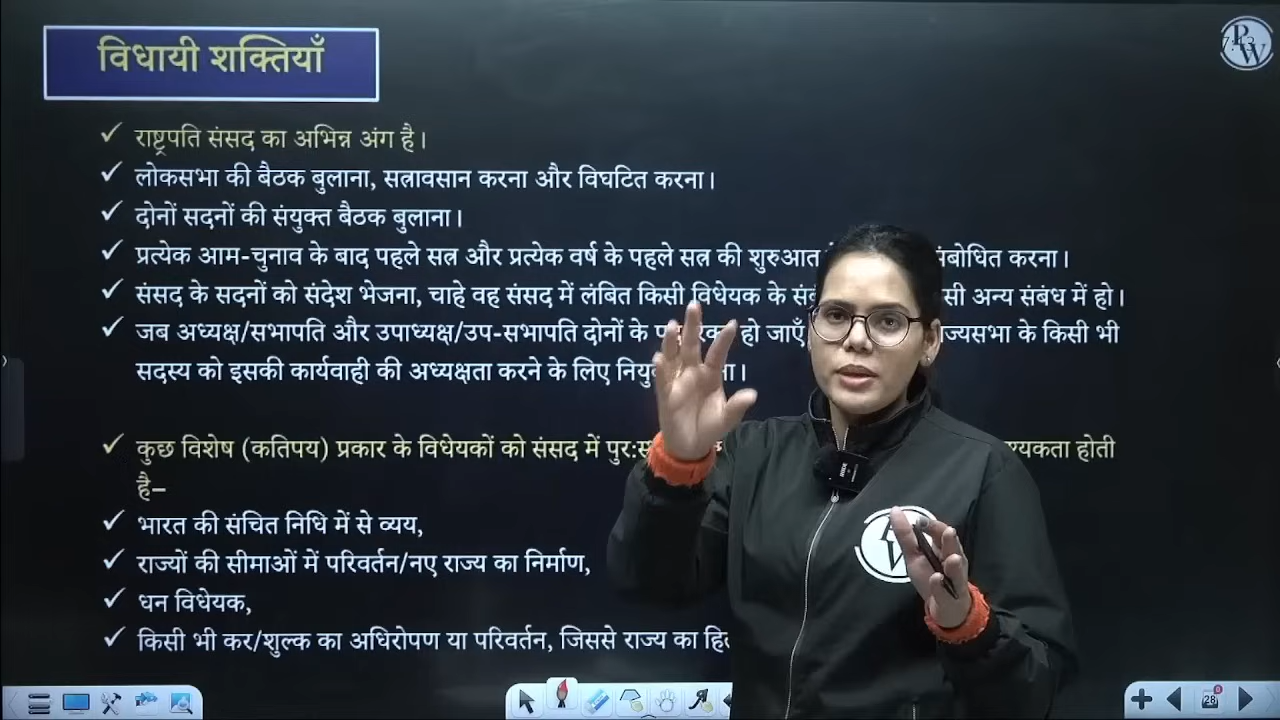 विधायी शक्तियाँ
PW
राष्ट्रपति संसद का अभिन्न अंग है।
लोकसभा की बैठक बुलाना, सत्रावसान करना और विघटित करना।
दोनों सदनों की संयुक्त बैठक बुलाना।
प्रत्येक आम-चुनाव के बाद पहले सत्र और प्रत्येक वर्ष के पहले सत्र की शुरुआत संबोधित करना।
संसद के सदनों को संदेश भेजना, चाहे वह संसद में लंबित किसी विधेयक के अन्य संबंध में हो।
जब अध्यक्ष/सभापति और उपाध्यक्ष/उप-सभापति दोनों के हो जाएँ के किसी भी
सदस्य को इसकी कार्यवाही की अध्यक्षता करने के लिए
कुछ विशेष (कतिपय) प्रकार के विधेयकों को संसद में होती
है–
भारत की संचित निधि में से व्यय,
राज्यों की सीमाओं में परिवर्तन/नए राज्य का निर्माण,
धन विधेयक,
किसी भी कर/शुल्क का अधिरोपण या परिवर्तन, जिससे राज्य का
28